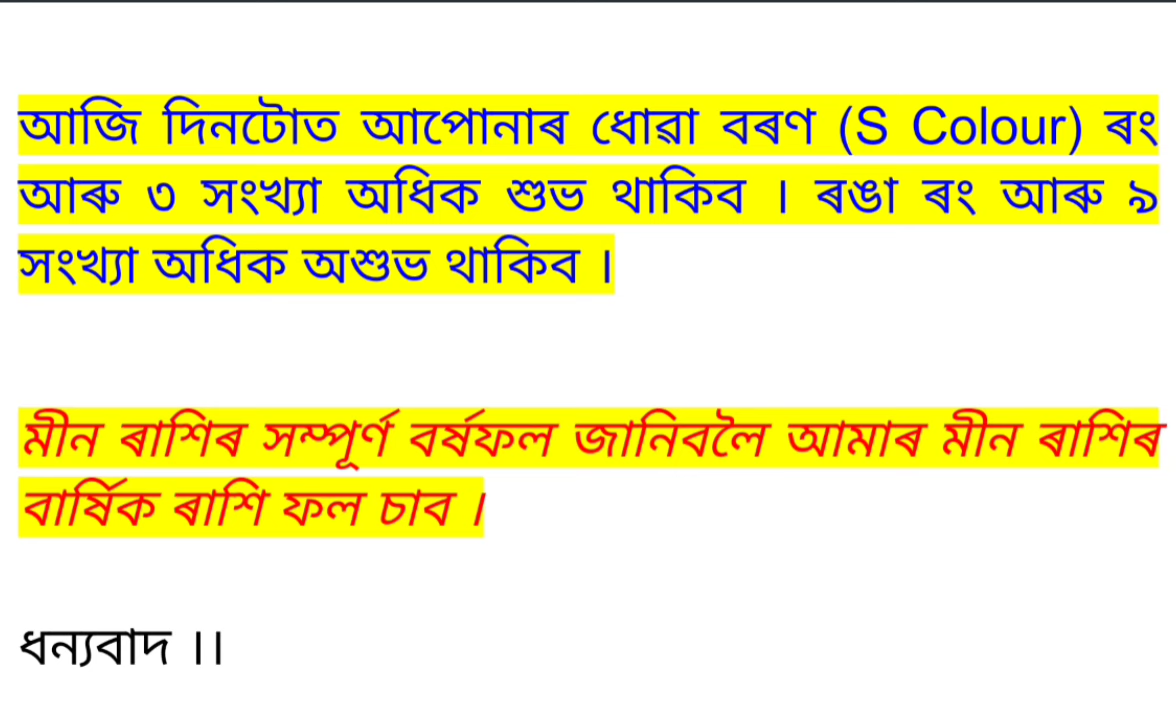 আজি দিনটোত আপোনাৰ ধোৱা বৰণ (S Colour) ৰং
আৰু ৩ সংখ্যা অধিক শুভ থাকিব । ৰঙা ৰং আৰু ৯
সংখ্যা অধিক অশুভ থাকিব ।
মীন ৰাশিৰ সম্পূৰ্ণ বৰ্ষফল জানিবলৈ আমাৰ মীন ৰাশিৰ
বাৰ্ষিক ৰাশি ফল চাব ।
ধন্যবাদ ।।